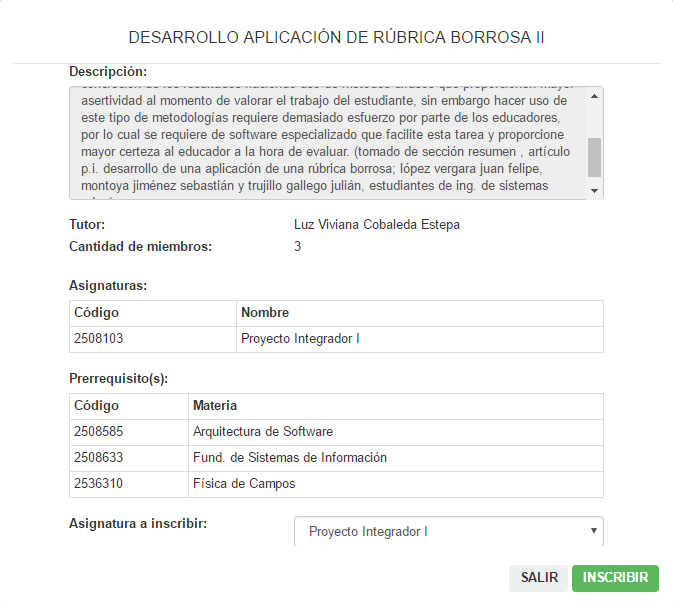 DESARROLLO APLICACIÓN DE RÚBRICA BORROSA II
Descripción:
asertividad al momento de valorar el trabajo del estudiante, sin embargo hacer uso de
este tipo de metodologías requiere demasiado esfuerzo por parte de los educadores,
por lo cual se requiere de software especializado que facilite esta tarea y proporcione
mayor certeza al educador a la hora de evaluar. (tomado de sección resumen , artículo
p.i. desarrollo de una aplicación de una rúbrica borrosa; lópez vergara juan felipe,
montoya jiménez sebastián y trujillo gallego julián, estudiantes de ing. de sistemas
Tutor: Luz Viviana Cobaleda Estepa
Cantidad de miembros: 3
Asignaturas:
Código Nombre
2508103 Proyecto Integrador I
Prerrequisito(s):
Código Materia
2508585 Arquitectura de Software
2508633 Fund. de Sistemas de Información
2536310 Física de Campos
Asignatura a inscribir: Proyecto Integrador I
SALIR INSCRIBIR